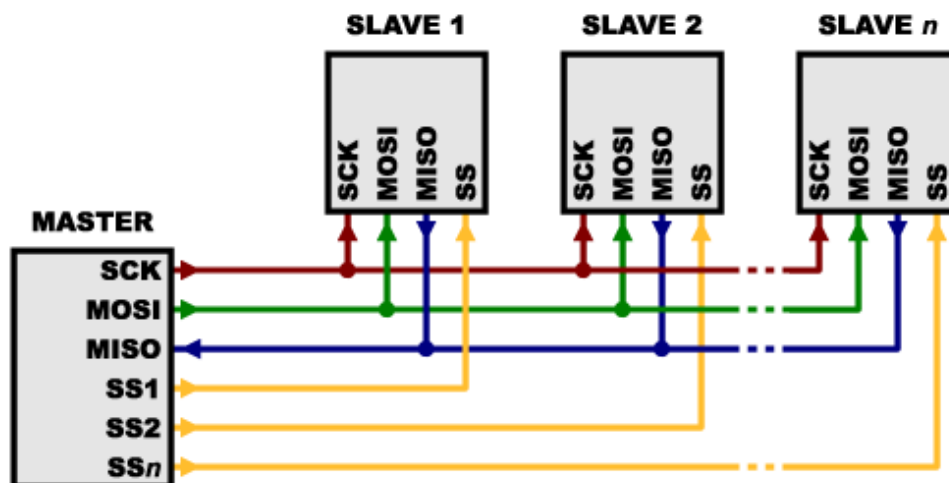 SLAVE 1 SLAVE 2 SLAVE n
SCK MOSI MISO SS SCK MOSI MISO SS SCK MOSI MISO SS
MASTER
SCK
MOSI
MISO
SS1
SS2
SSn